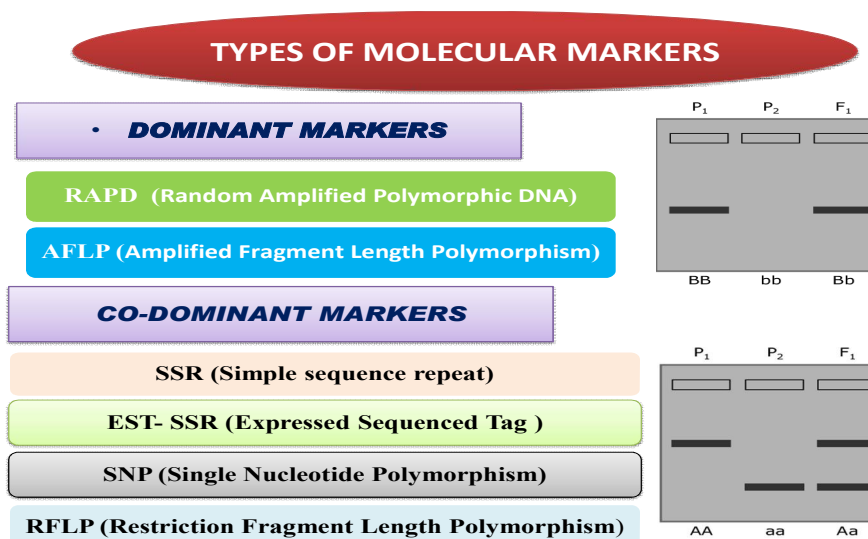 TYPES OF MOLECULAR MARKERS
• DOMINANT MARKERS
RAPD (Random Amplified Polymorphic DNA)
AFLP (Amplified Fragment Length Polymorphism)
P1 P2 F1
BB bb Bb
CO-DOMINANT MARKERS
SSR (Simple sequence repeat)
EST- SSR (Expressed Sequenced Tag )
SNP (Single Nucleotide Polymorphism)
RFLP (Restriction Fragment Length Polymorphism)
P1 P2 F1
AA aa Aa